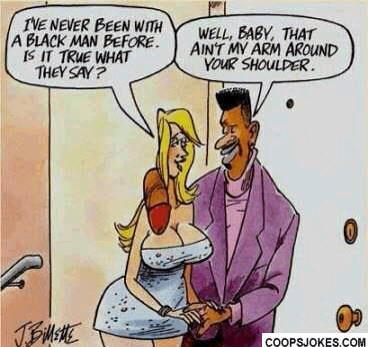 I'VE NEVER BEEN WITH
A BLACK MAN BEFORE.
IS IT TRUE WHAT
THEY SAY?
WELL, BABY, THAT
AIN'T MY ARM AROUND
YOUR SHOULDER.
COOPSJOKES.COM